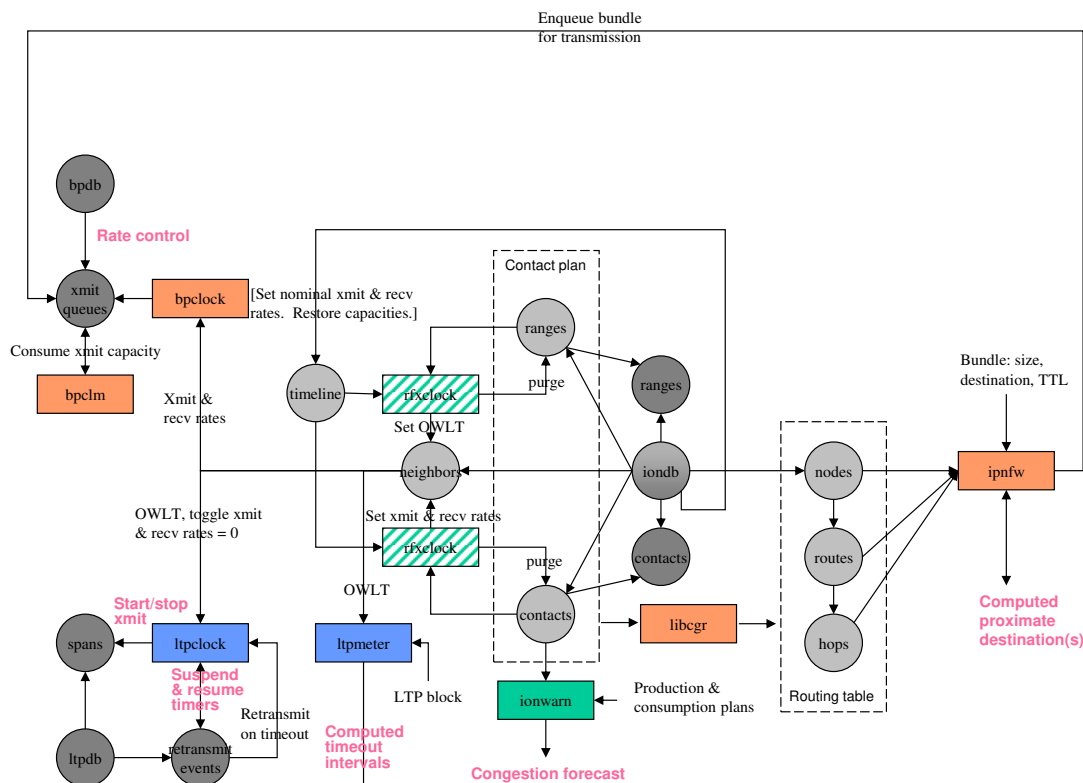 Enqueue bundle
for transmission
bpdb
Rate control
xmit
queues
bpclock
[Set nominal xmit & recv
rates.  Restore capacities.]
Consume xmit capacity
bpclm
Xmit &
recv rates
Contact plan
ranges
timeline
rfxclock
purge
ranges
Set OWLT
neighbors
iondb
Bundle: size,
destination, TTL
nodes
ipnfw
OWLT, toggle xmit
& recv rates = 0
Set xmit & recv rates
rfxclock
purge
contacts
routes
OWLT
contacts
libcgr
hops
Computed
proximate
destination(s)
Start/stop
xmit
spans
ltpclock
ltpmeter
Suspend
& resume
timers
LTP block
ionwarn
Production &
consumption plans
Routing table
Retransmit
on timeout
ltpdb
retransmit
events
Computed
timeout
intervals
Congestion forecast